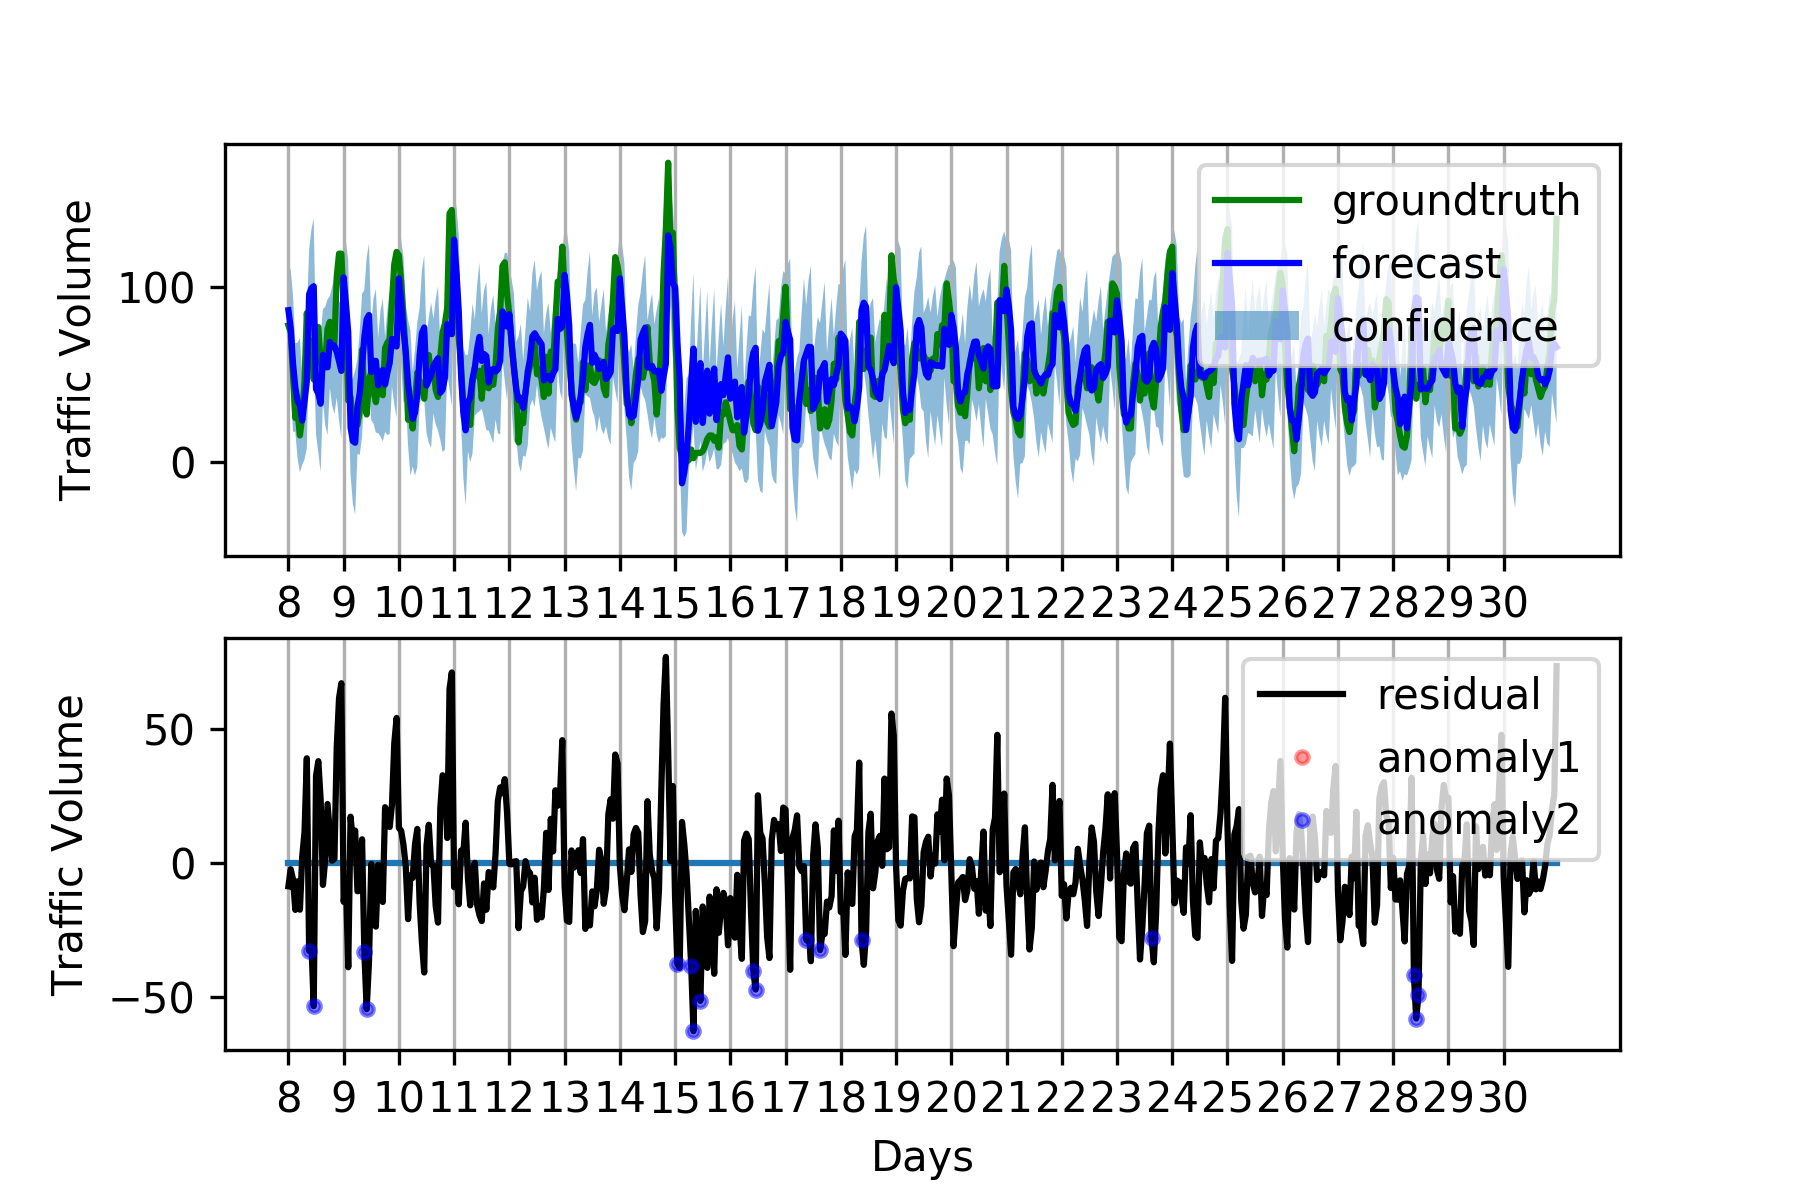 Traffic Volume
100
0
groundtruth
forecast
confidence
8 9 10 11 12 13 14 15 16 17 18 19 20 21 22 23 24 25 26 27 28 29 30
Traffic Volume
50
0
−50
residual
anomaly1
anomaly2
8 9 10 11 12 13 14 15 16 17 18 19 20 21 22 23 24 25 26 27 28 29 30
Days